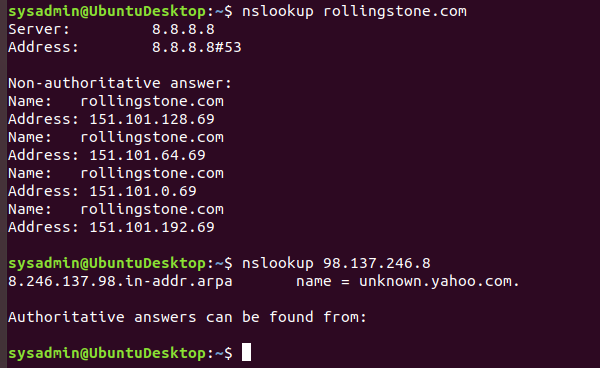 sysadmin@UbuntuDesktop:~$ nslookup rollingstone.com
Server:         8.8.8.8
Address:        8.8.8.8#53
Non-authoritative answer:
Name:   rollingstone.com
Address: 151.101.128.69
Name:   rollingstone.com
Address: 151.101.64.69
Name:   rollingstone.com
Address: 151.101.0.69
Name:   rollingstone.com
Address: 151.101.192.69
sysadmin@UbuntuDesktop:~$ nslookup 98.137.246.8
8.246.137.98.in-addr.arpa       name = unknown.yahoo.com.
Authoritative answers can be found from:
sysadmin@UbuntuDesktop:~$